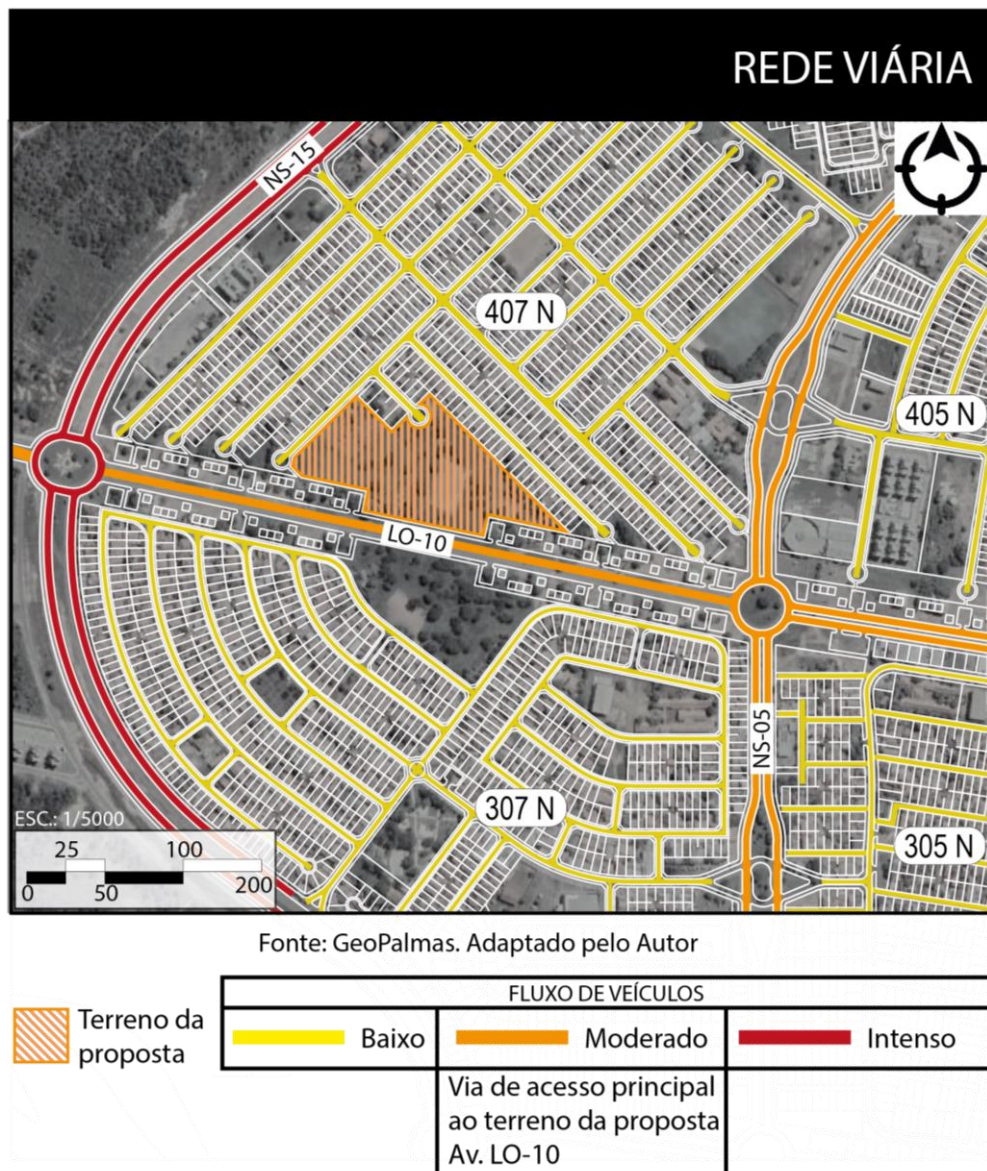 REDE VIÁRIA
NS-15
407 N
405 N
LO-10
NS-05
307 N
305 N
ESC.: 1/5000
25 100
0 50 200
Fonte: GeoPalmas. Adaptado pelo Autor
Terreno da
proposta
FLUXO DE VEÍCULOS
Baixo
Moderado
Intenso
Via de acesso principal
ao terreno da proposta
Av. LO-10